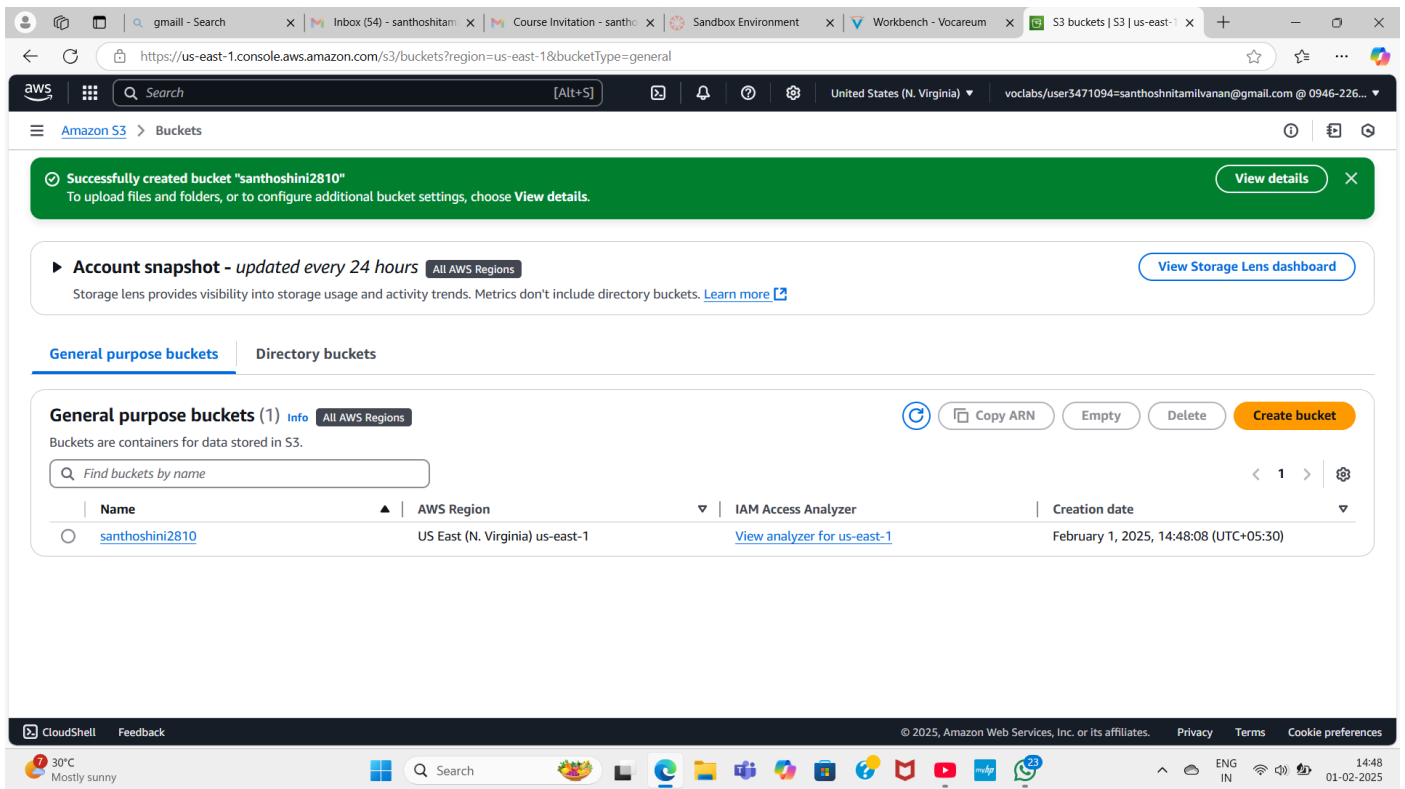 gmaill - Search
Inbox (54) - santhoshitam
Course Invitation - santho
Sandbox Environment
Workbench - Vocareum
S3 buckets | S3 | us-east-1
https://us-east-1.console.aws.amazon.com/s3/buckets?region=us-east-1&bucketType=general
aws
Search [Alt+S]
United States (N. Virginia)
voclabs/user3471094=santhoshnitamilvanan@gmail.com @ 0946-226...
Amazon S3 > Buckets
Successfully created bucket "santhoshini2810"
To upload files and folders, or to configure additional bucket settings, choose View details.
View details
Account snapshot - updated every 24 hours All AWS Regions
View Storage Lens dashboard
Storage lens provides visibility into storage usage and activity trends. Metrics don't include directory buckets. Learn more
General purpose buckets Directory buckets
General purpose buckets (1) Info All AWS Regions
Copy ARN Empty Delete Create bucket
Buckets are containers for data stored in S3.
Find buckets by name
1
Name AWS Region IAM Access Analyzer Creation date
santhoshini2810 US East (N. Virginia) us-east-1 View analyzer for us-east-1 February 1, 2025, 14:48:08 (UTC+05:30)
CloudShell Feedback © 2025, Amazon Web Services, Inc. or its affiliates. Privacy Terms Cookie preferences
7
30°C
Mostly sunny
Search
myhp
23
ENG
IN
14:48
01-02-2025